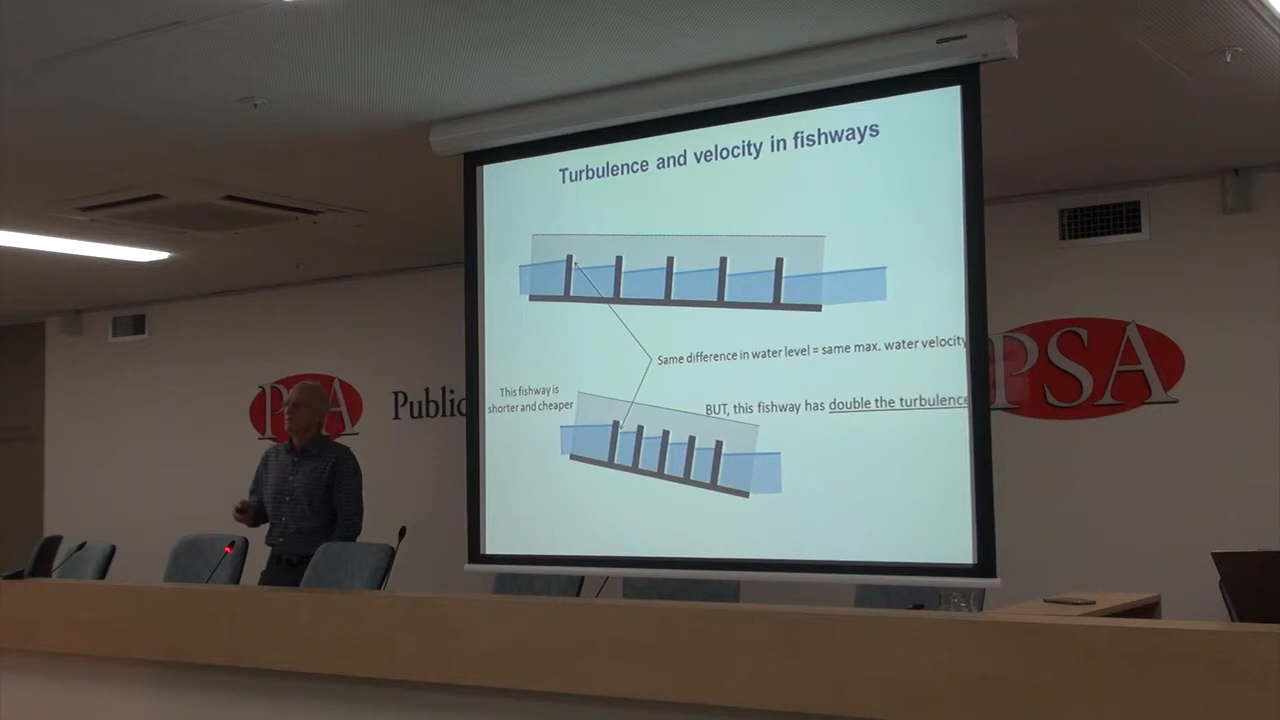 Turbulence and velocity in fishways
Same difference in water level = same max. water velocity
This fishway is
shorter and cheaper
BUT, this fishway has double the turbulence
PSA
Public
PSA